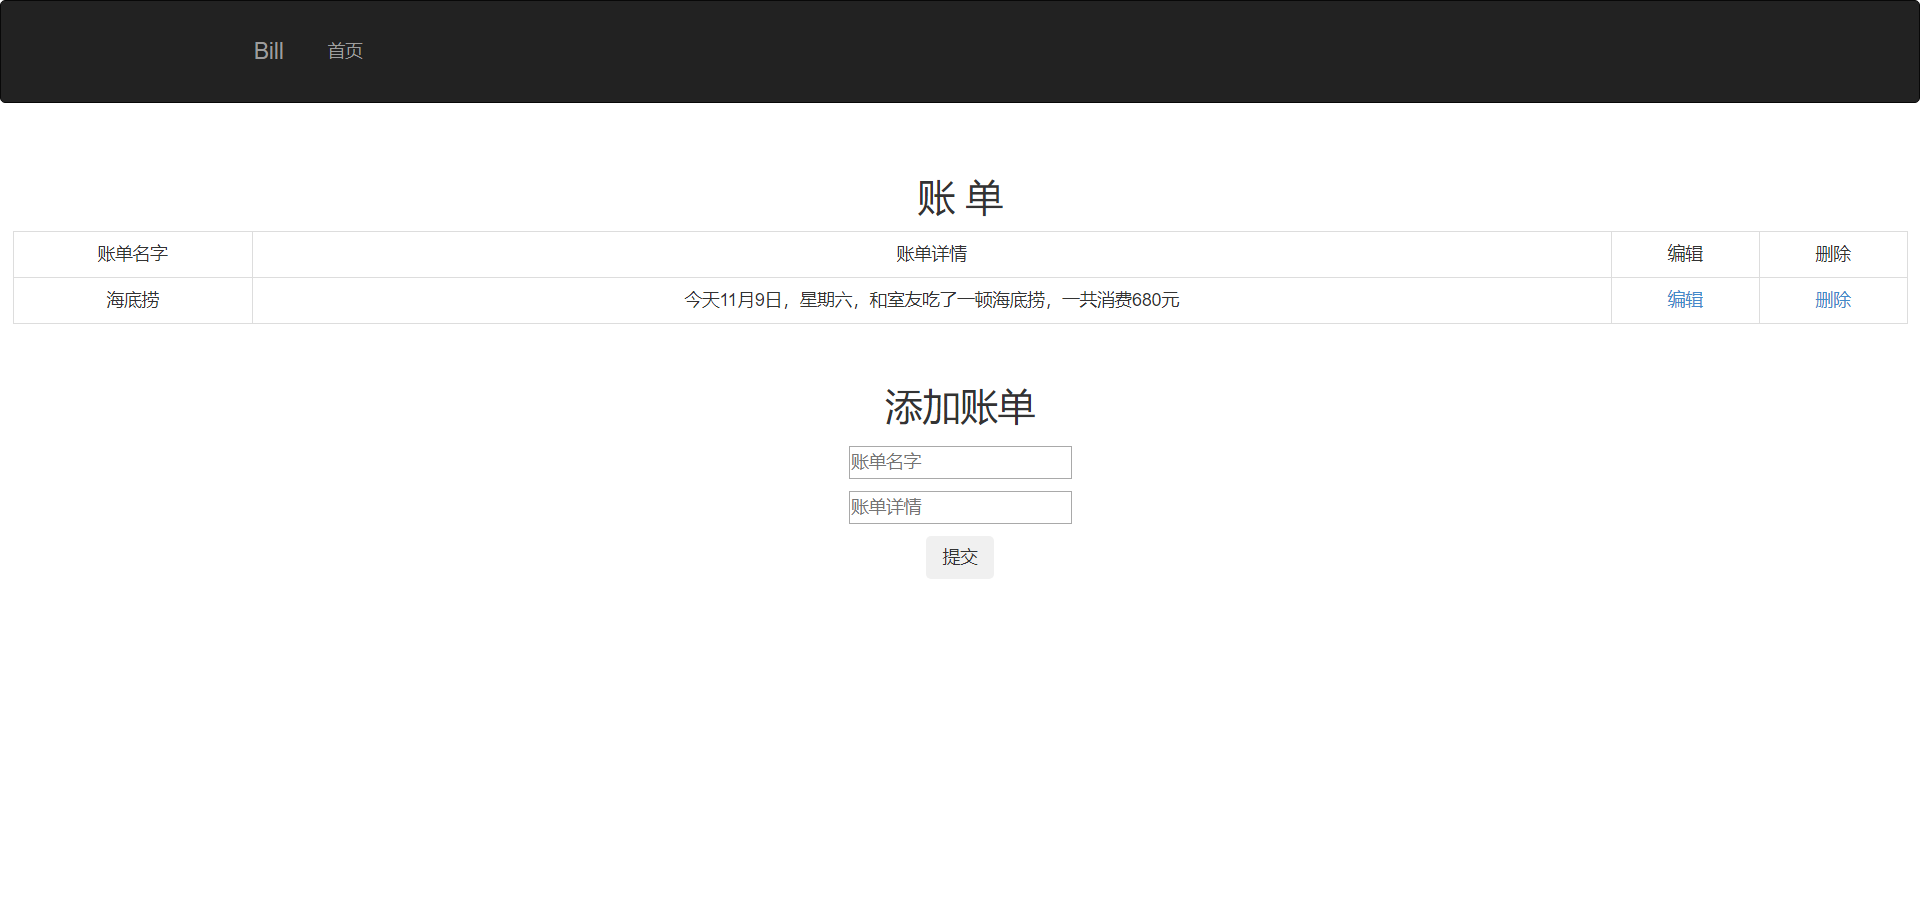 Bill 首页
账 单
账单名字 账单详情 编辑 删除
海底捞 今天11月9日，星期六，和室友吃了一顿海底捞，一共消费680元 编辑 删除
添加账单
账单名字
账单详情
提交